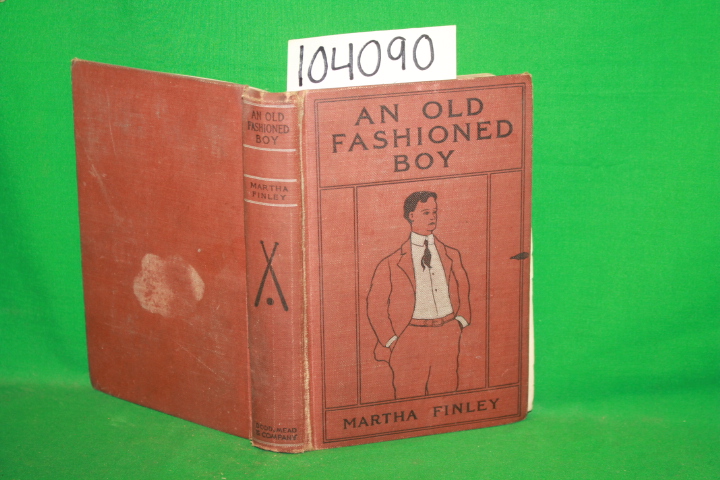 104090
AN OLD
FASHIONED
BOY
MARTHA
FINLEY
DODD, MEAD
& COMPANY
AN OLD
FASHIONED
BOY
MARTHA FINLEY